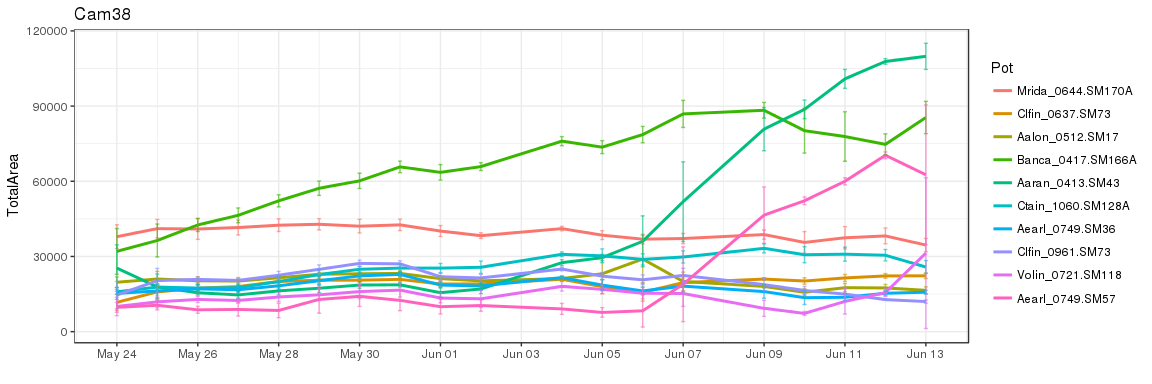 Cam38
TotalArea
120000
90000
60000
30000
0
May 24 May 26 May 28 May 30 Jun 01 Jun 03 Jun 05 Jun 07 Jun 09 Jun 11 Jun 13
Pot
Mrida_0644.SM170A
Clfin_0637.SM73
Aalon_0512.SM17
Banca_0417.SM166A
Aaran_0413.SM43
Ctain_1060.SM128A
Aearl_0749.SM36
Clfin_0961.SM73
Volin_0721.SM118
Aearl_0749.SM57